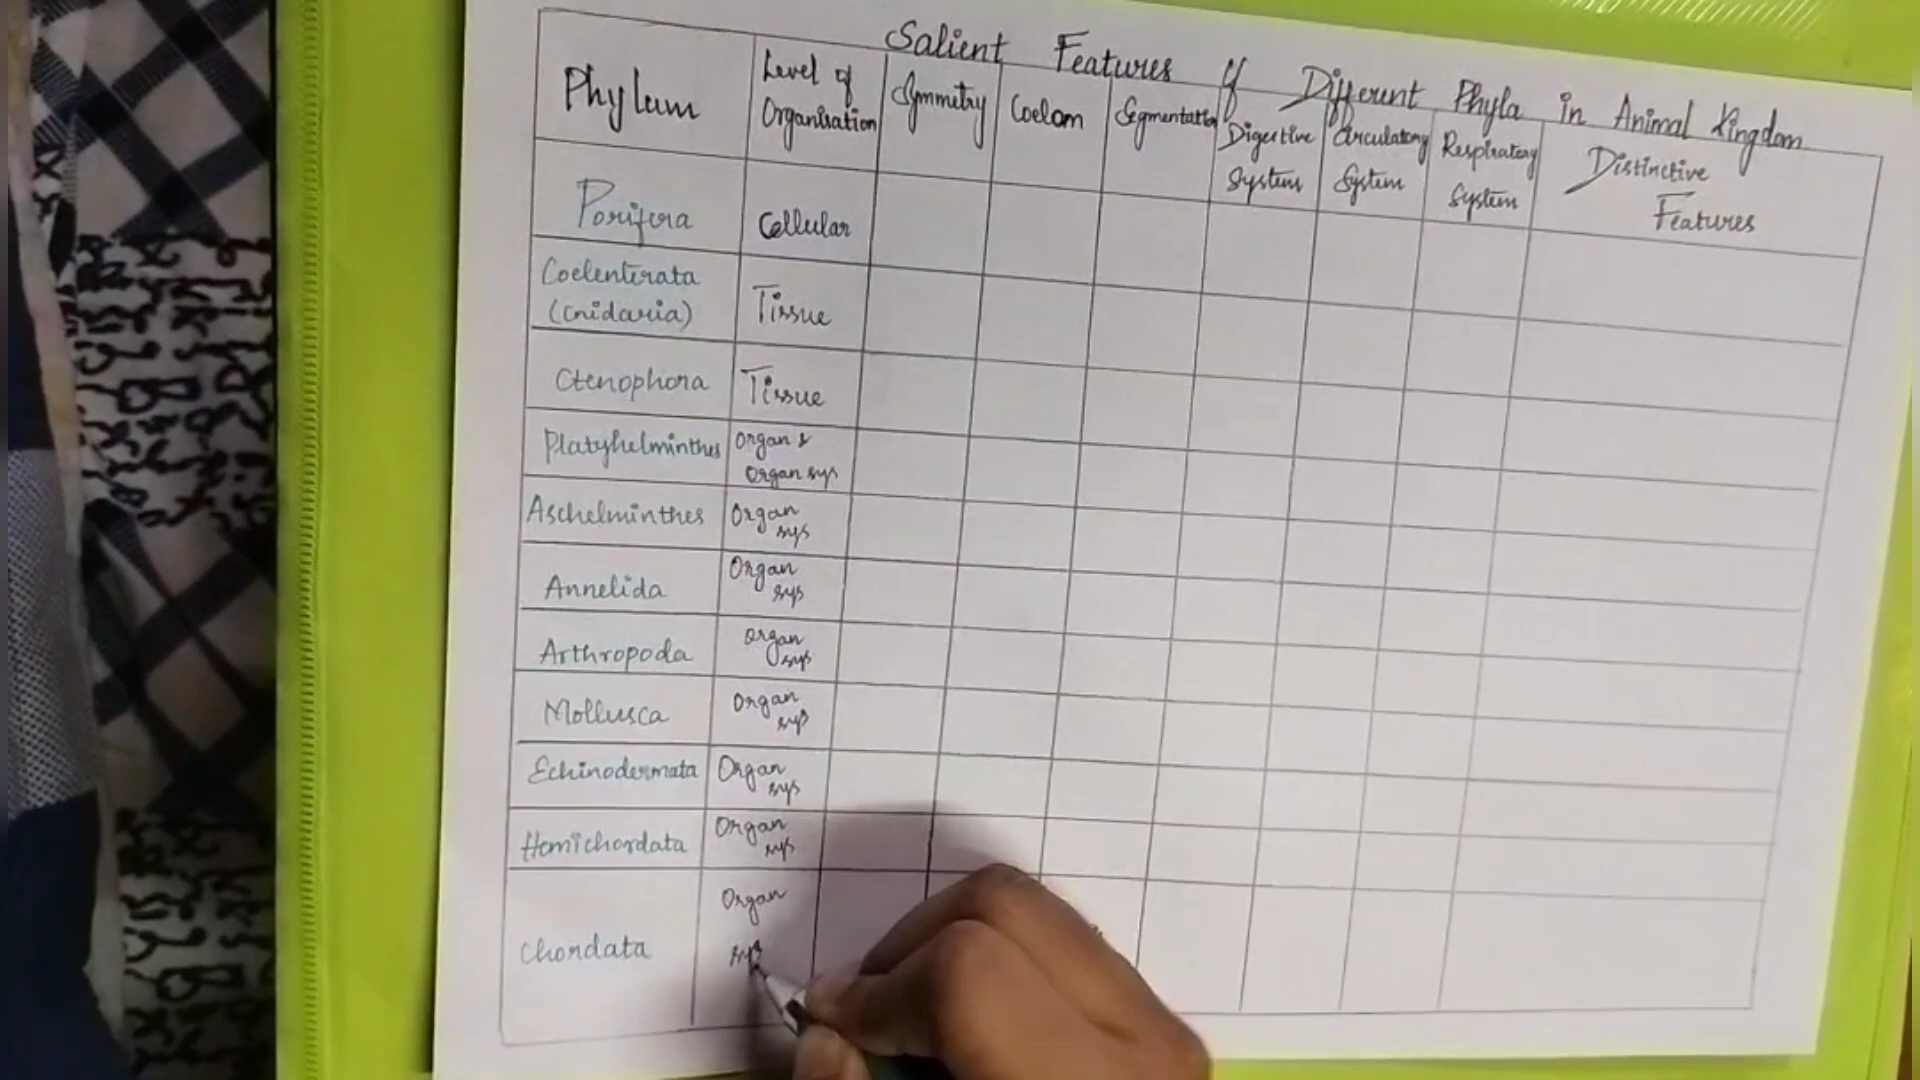 Salient Features of Different Phyla in Animal Kingdom
Phylum
Level of
Organisation
Symmetry
Coelom
Segmentation
Digestive
System
Circulatory
System
Respiratory
System
Distinctive
Features
Porifera
Cellular
Coelenterata
(Cnidaria)
Tissue
Ctenophora
Tissue
Platyhelminthes
Organ &
Organ sys
Aschelminthes
Organ
sys
Annelida
Organ
sys
Arthropoda
Organ
sys
Mollusca
Organ
sys
Echinodermata
Organ
sys
Hemichordata
Organ
sys
Chordata
Organ
sys